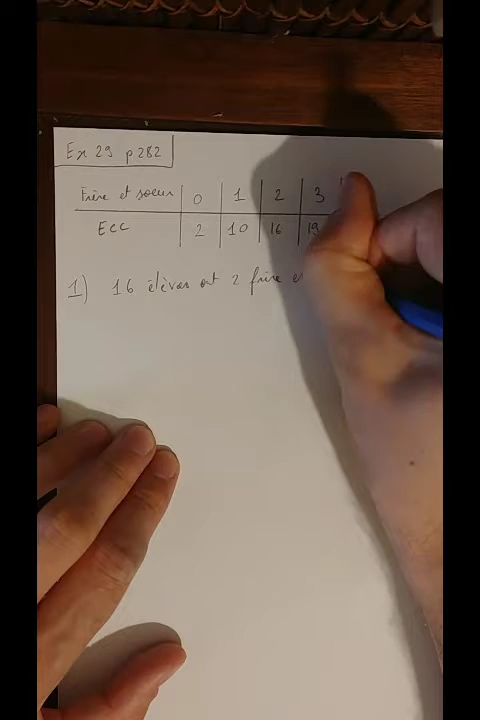 Ex 29 p282
Frère et soeur 0 1 2 3
ECC 2 10 16 19
1) 16 élèves ont 2 frère